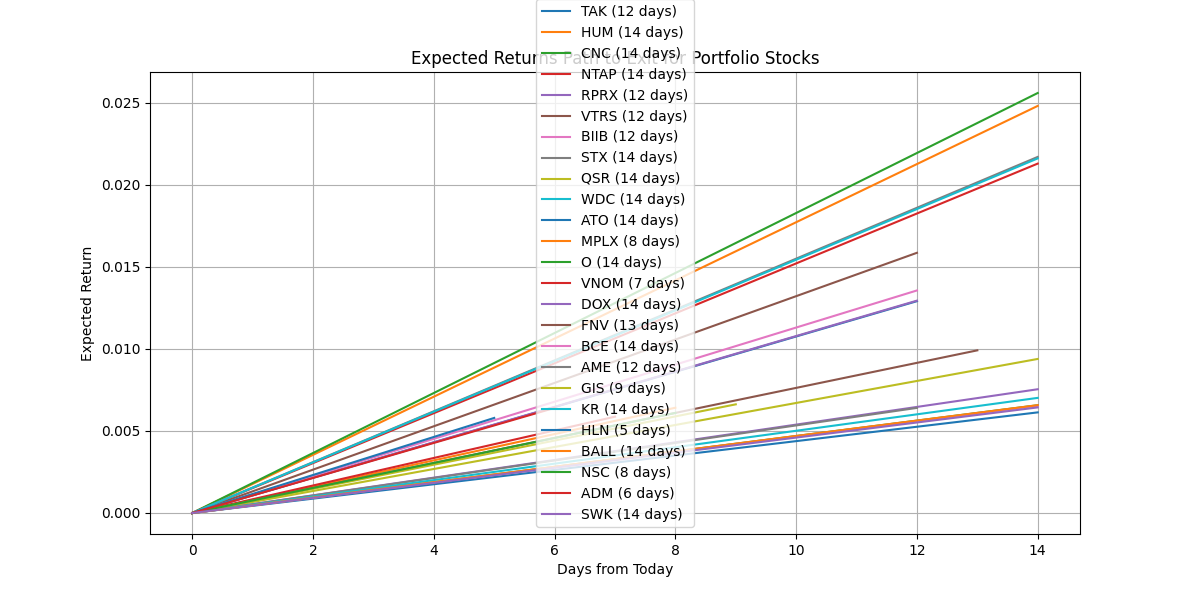 TAK (12 days)
HUM (14 days)
CNC (14 days)
Expected Returns Path to Exit for Portfolio Stocks
NTAP (14 days)
RPRX (12 days)
VTRS (12 days)
BIIB (12 days)
STX (14 days)
QSR (14 days)
WDC (14 days)
ATO (14 days)
MPLX (8 days)
O (14 days)
VNOM (7 days)
DOX (14 days)
FNV (13 days)
BCE (14 days)
AME (12 days)
GIS (9 days)
KR (14 days)
HLN (5 days)
BALL (14 days)
NSC (8 days)
ADM (6 days)
SWK (14 days)
Expected Return
0.025
0.020
0.015
0.010
0.005
0.000
0 2 4 6 8 10 12 14
Days from Today